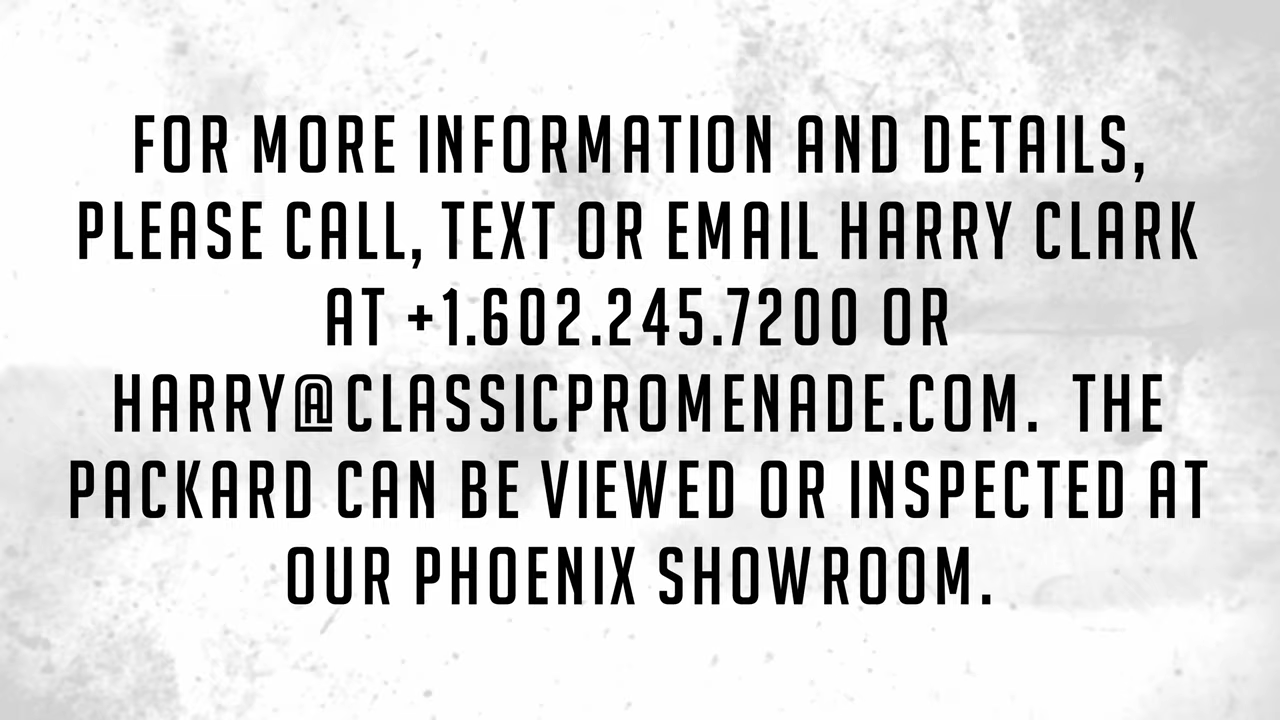 FOR MORE INFORMATION AND DETAILS,
PLEASE CALL, TEXT OR EMAIL HARRY CLARK
AT +1.602.245.7200 OR
HARRY@CLASSICPROMENADE.COM. THE
PACKARD CAN BE VIEWED OR INSPECTED AT
OUR PHOENIX SHOWROOM.